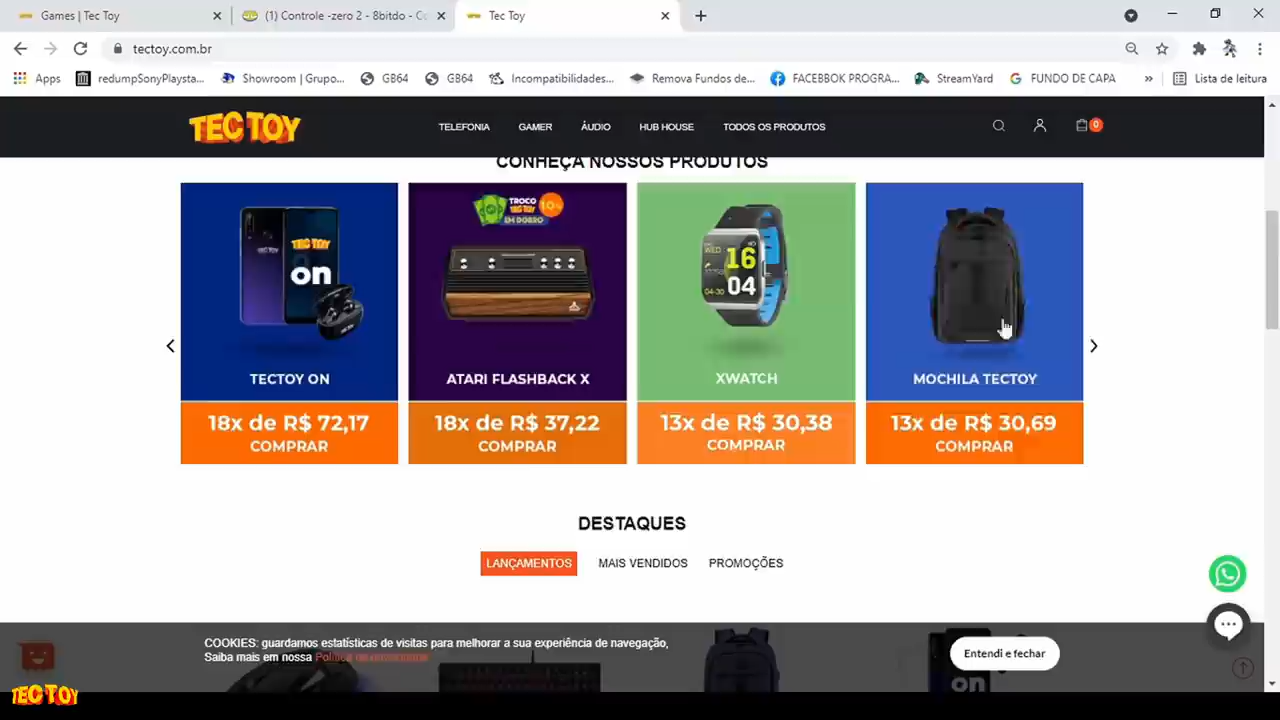 Games | Tec Toy
(1) Controle -zero 2 - 8bitdo - Go
Tec Toy
tectoy.com.br
Apps
redumpSonyPlaysta...
Showroom | Grupo...
GB64
GB64
Incompatibilidades...
Remova Fundos de...
FACEBBOK PROGRA...
StreamYard
FUNDO DE CAPA
»
Lista de leitura
TEC TOY
TELEFONIA
GAMER
ÁUDIO
HUB HOUSE
TODOS OS PRODUTOS
0
CONHEÇA NOSSOS PRODUTOS
TEC TOY
on
TECTOY ON
18x de R$ 72,17
COMPRAR
TROCO
TEC TOY
EM DOBRO
ATARI FLASHBACK X
18x de R$ 37,22
COMPRAR
WED
16
04
04-30
XWATCH
13x de R$ 30,38
COMPRAR
MOCHILA TECTOY
13x de R$ 30,69
COMPRAR
DESTAQUES
LANÇAMENTOS
MAIS VENDIDOS
PROMOÇÕES
COOKIES: guardamos estatísticas de visitas para melhorar a sua experiência de navegação,
Saiba mais em nossa Política de privacidade
Entendi e fechar
on
TEC TOY